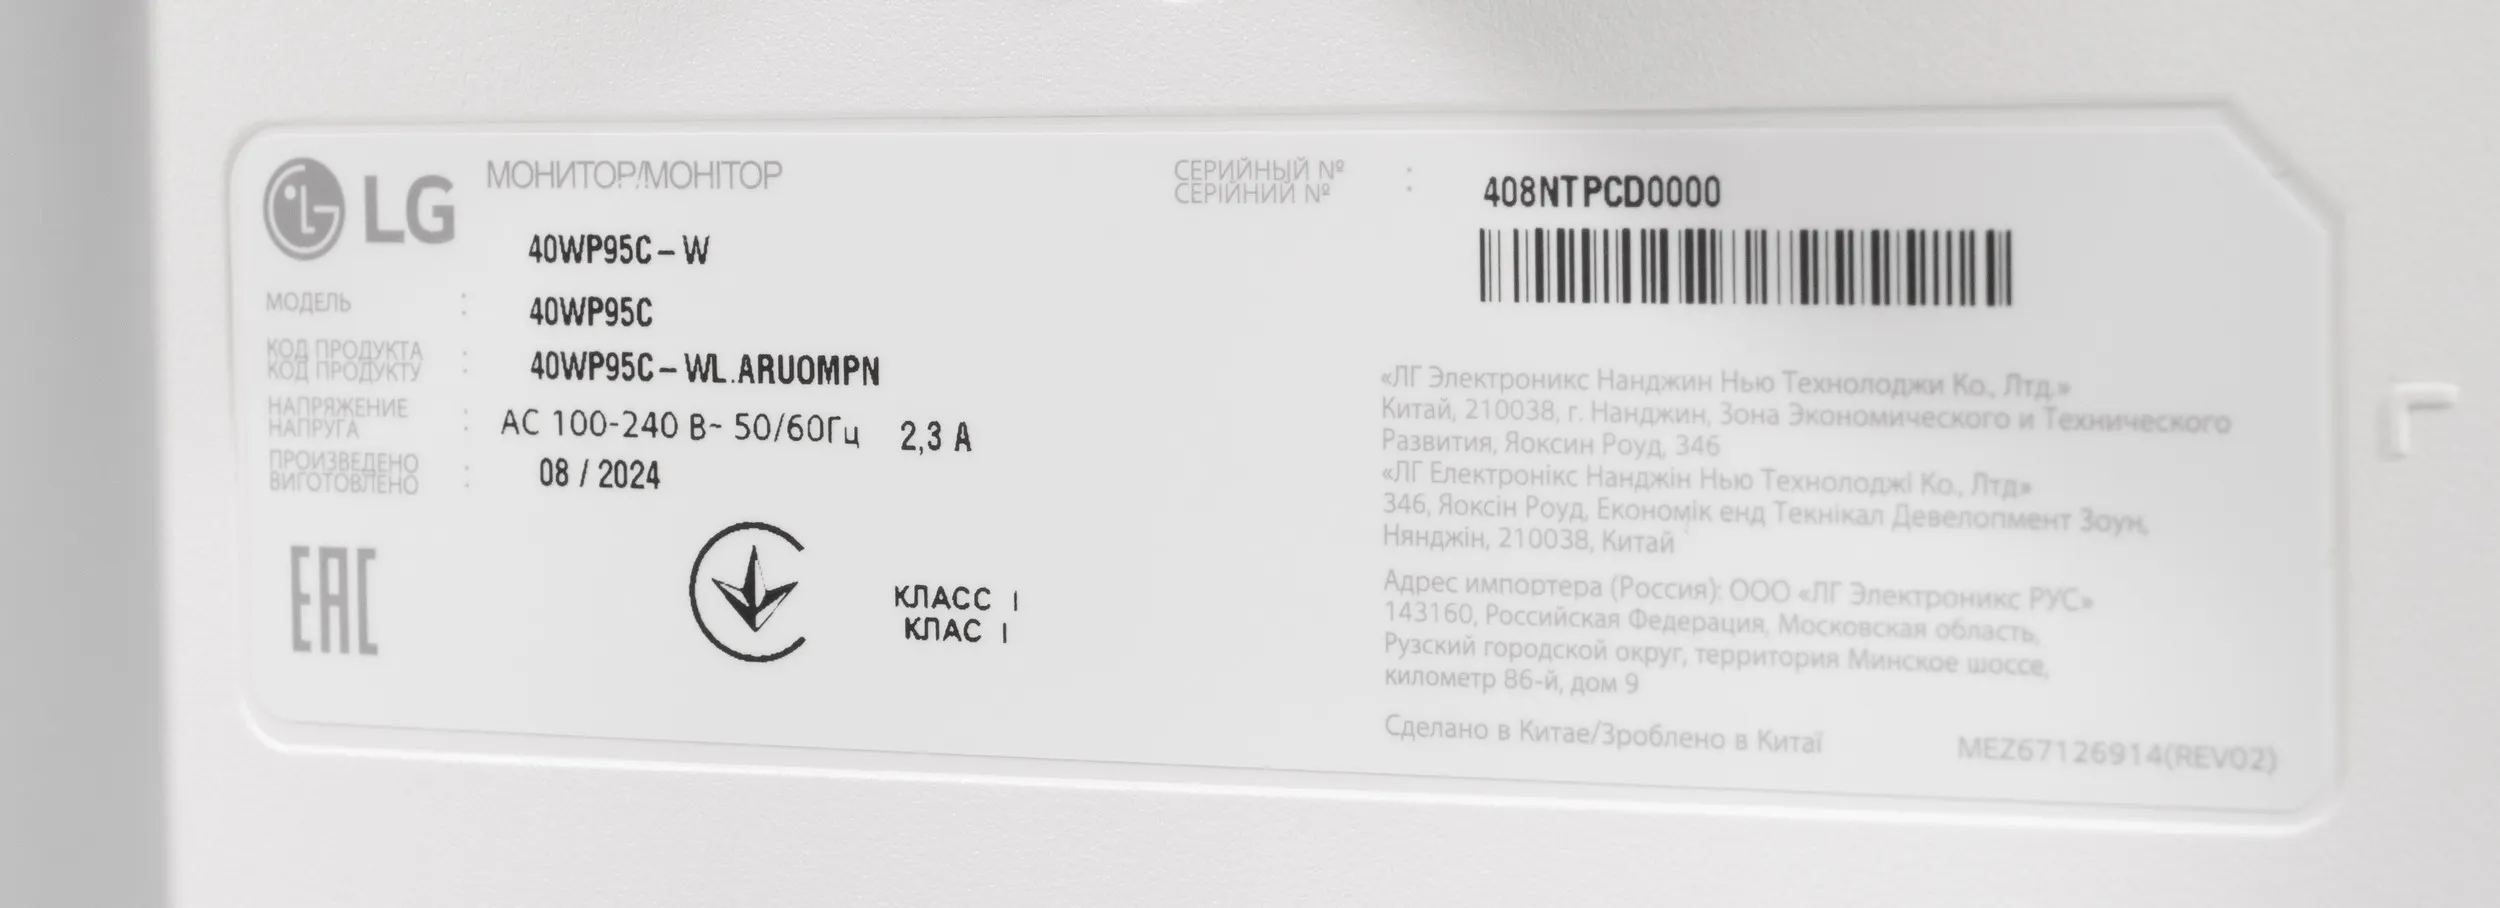 LG
МОНИТОР/МОНІТОР
40WP95C-W
МОДЕЛЬ : 40WP95C
КОД ПРОДУКТА
КОД ПРОДУКТУ : 40WP95C-WL.ARUOMPN
НАПРЯЖЕНИЕ
НАПРУГА : AC 100-240 В~ 50/60Гц 2,3 А
ПРОИЗВЕДЕНО
ВИГОТОВЛЕНО : 08 / 2024
EAC
КЛАСС I
КЛАС I
СЕРИЙНЫЙ №
СЕРІЙНИЙ № : 408NTPCD0000
«ЛГ Электроникс Нанджин Нью Технолоджи Ко., Лтд.»
Китай, 210038, г. Нанджин, Зона Экономического и Технического
Развития, Яоксин Роуд, 346
«ЛГ Електронікс Нанджін Нью Технолоджі Ко., Лтд»
346, Яоксін Роуд, Економік енд Текнікал Девелопмент Зоун,
Нянджін, 210038, Китай
Адрес импортера (Россия): ООО «ЛГ Электроникс РУС»
143160, Российская Федерация, Московская область,
Рузский городской округ, территория Минское шоссе,
километр 86-й, дом 9
Сделано в Китае/Зроблено в Китаї
MEZ67126914(REV02)